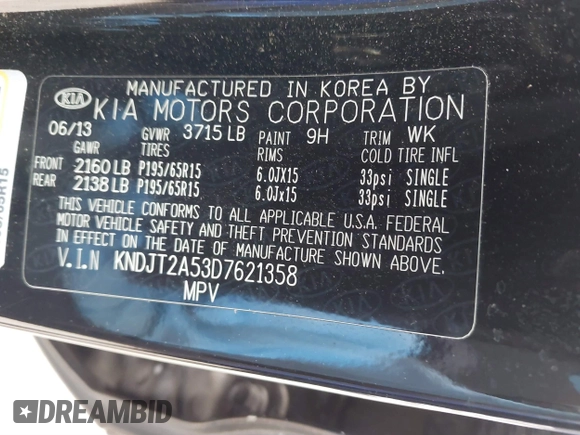 MANUFACTURED IN KOREA BY
KIA KIA MOTORS CORPORATION
06/13 GVWR 3715 LB PAINT 9H TRIM WK
GAWR TIRES RIMS COLD TIRE INFL
FRONT 2160 LB P195/65R15 6.0JX15 33psi SINGLE
REAR 2138 LB P195/65R15 6.0Jx15 33psi SINGLE
THIS VEHICLE CONFORMS TO ALL APPLICABLE U.S.A. FEDERAL
MOTOR VEHICLE SAFETY AND THEFT PREVENTION STANDARDS
IN EFFECT ON THE DATE OF MANUFACTURE SHOWN ABOVE.
V.I.N KNDJT2A53D7621358
MPV
DREAMBID